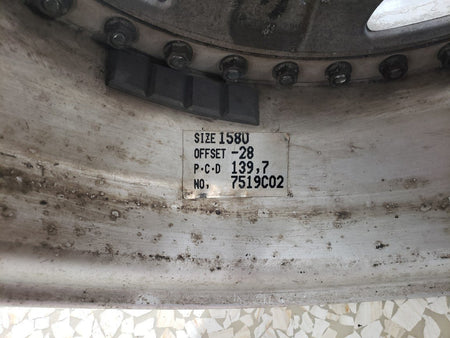 SIZE 1580
OFFSET -28
P·C·D 139,7
NO, 7519C02